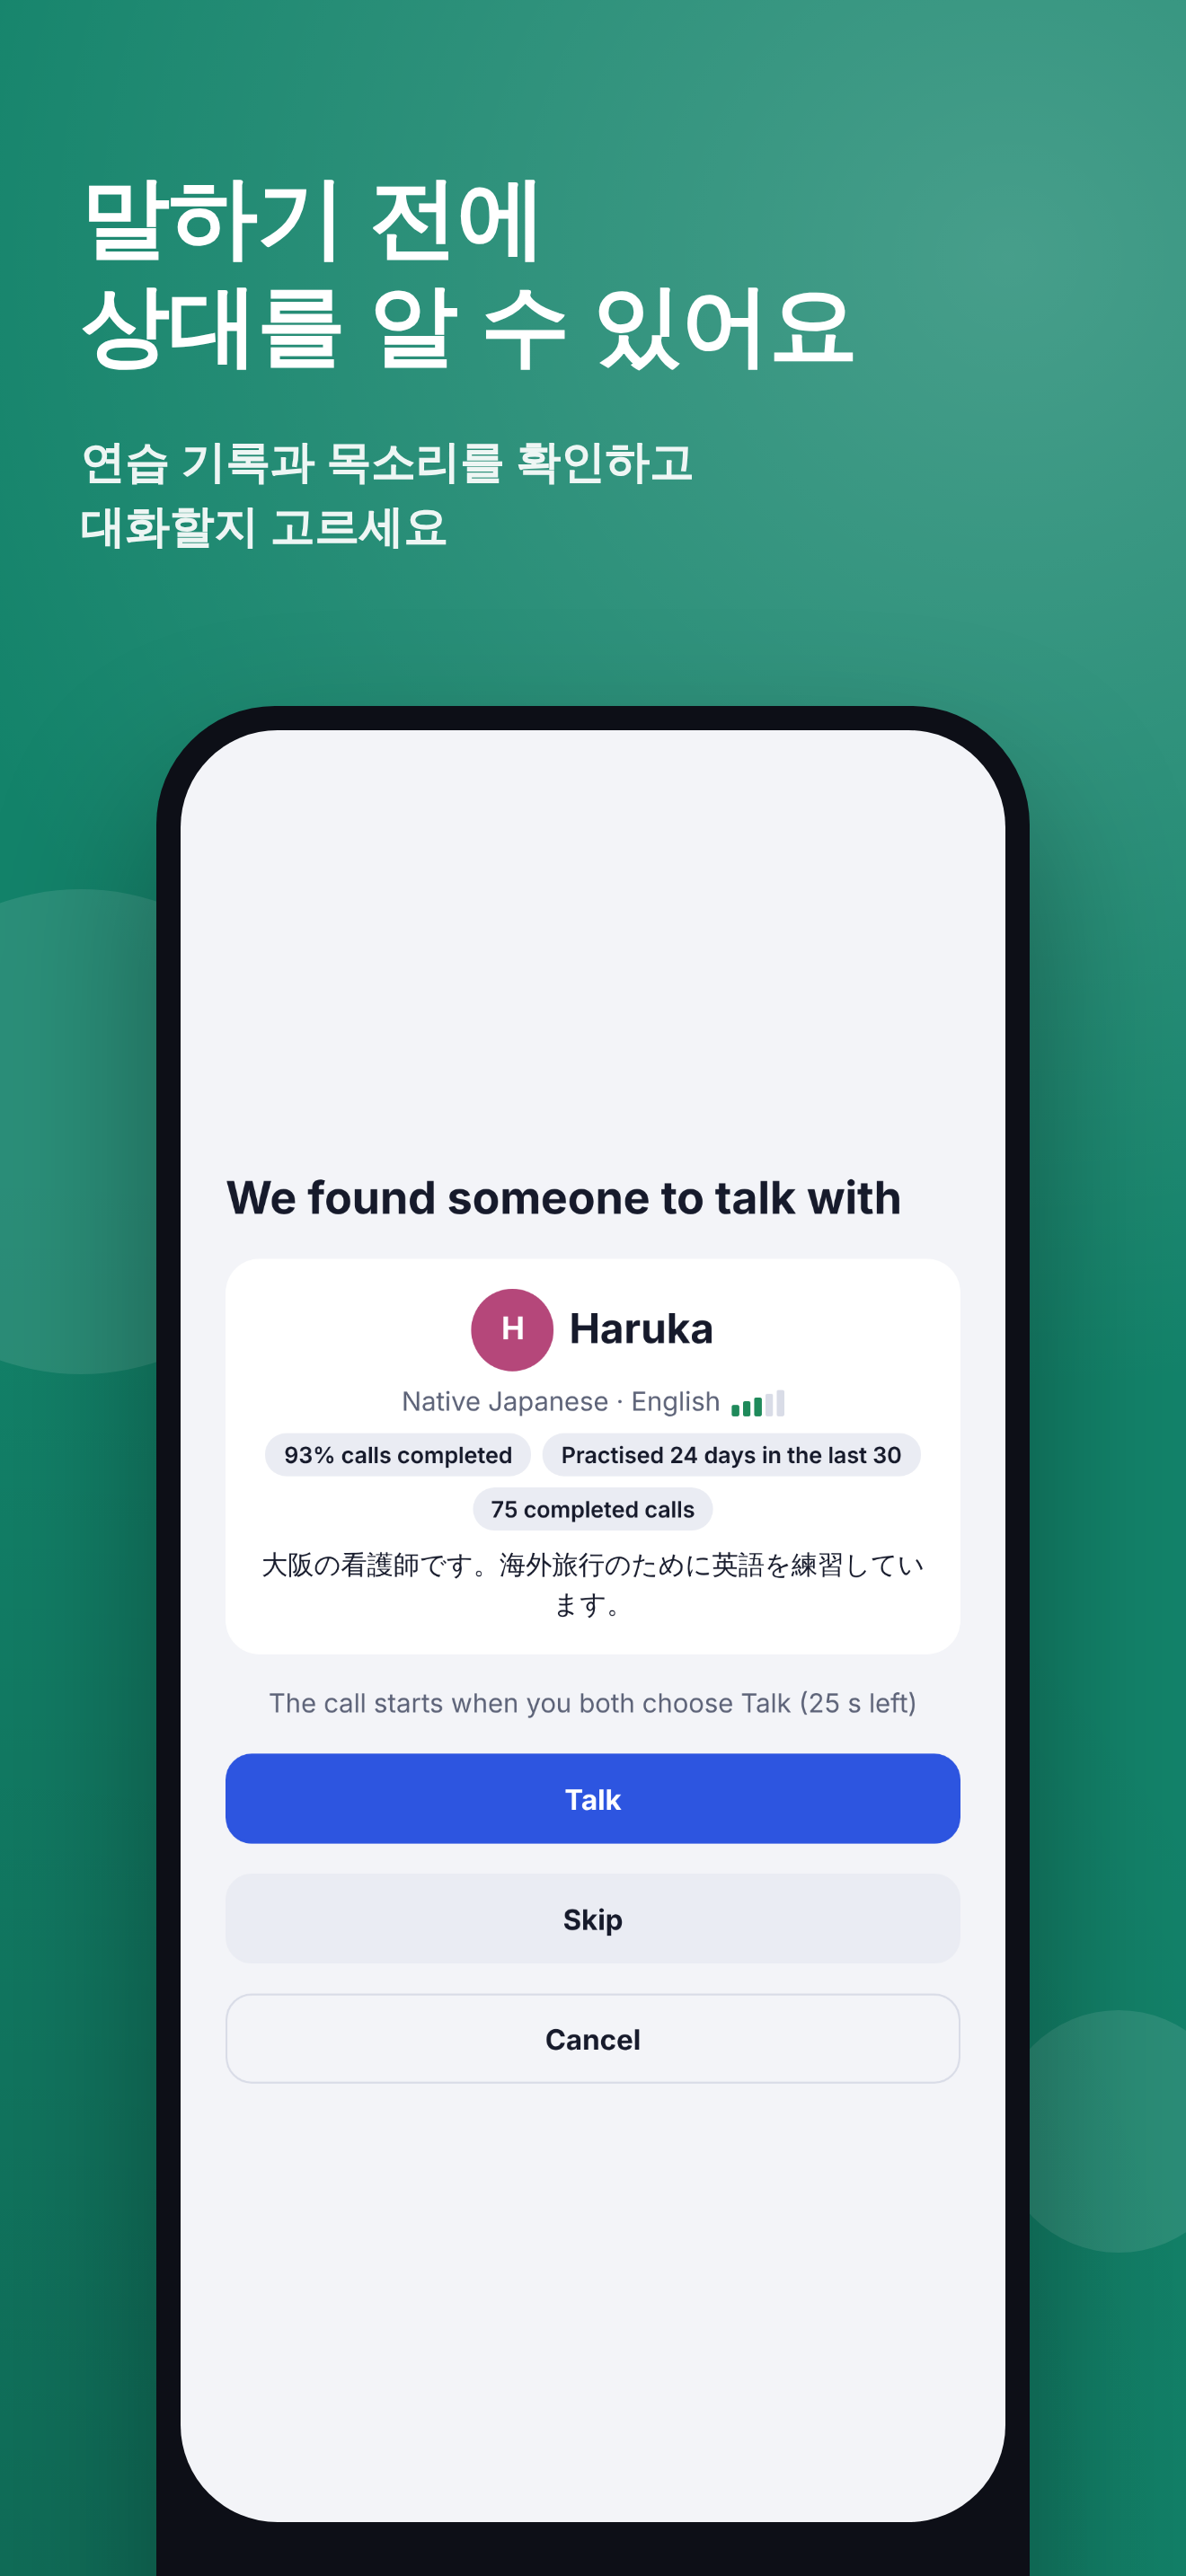 말하기 전에
상대를 알 수 있어요
연습 기록과 목소리를 확인하고
대화할지 고르세요
We found someone to talk with
H
Haruka
Native Japanese · English
93% calls completed
Practised 24 days in the last 30
75 completed calls
大阪の看護師です。海外旅行のために英語を練習してい
ます。
The call starts when you both choose Talk (25 s left)
Talk
Skip
Cancel